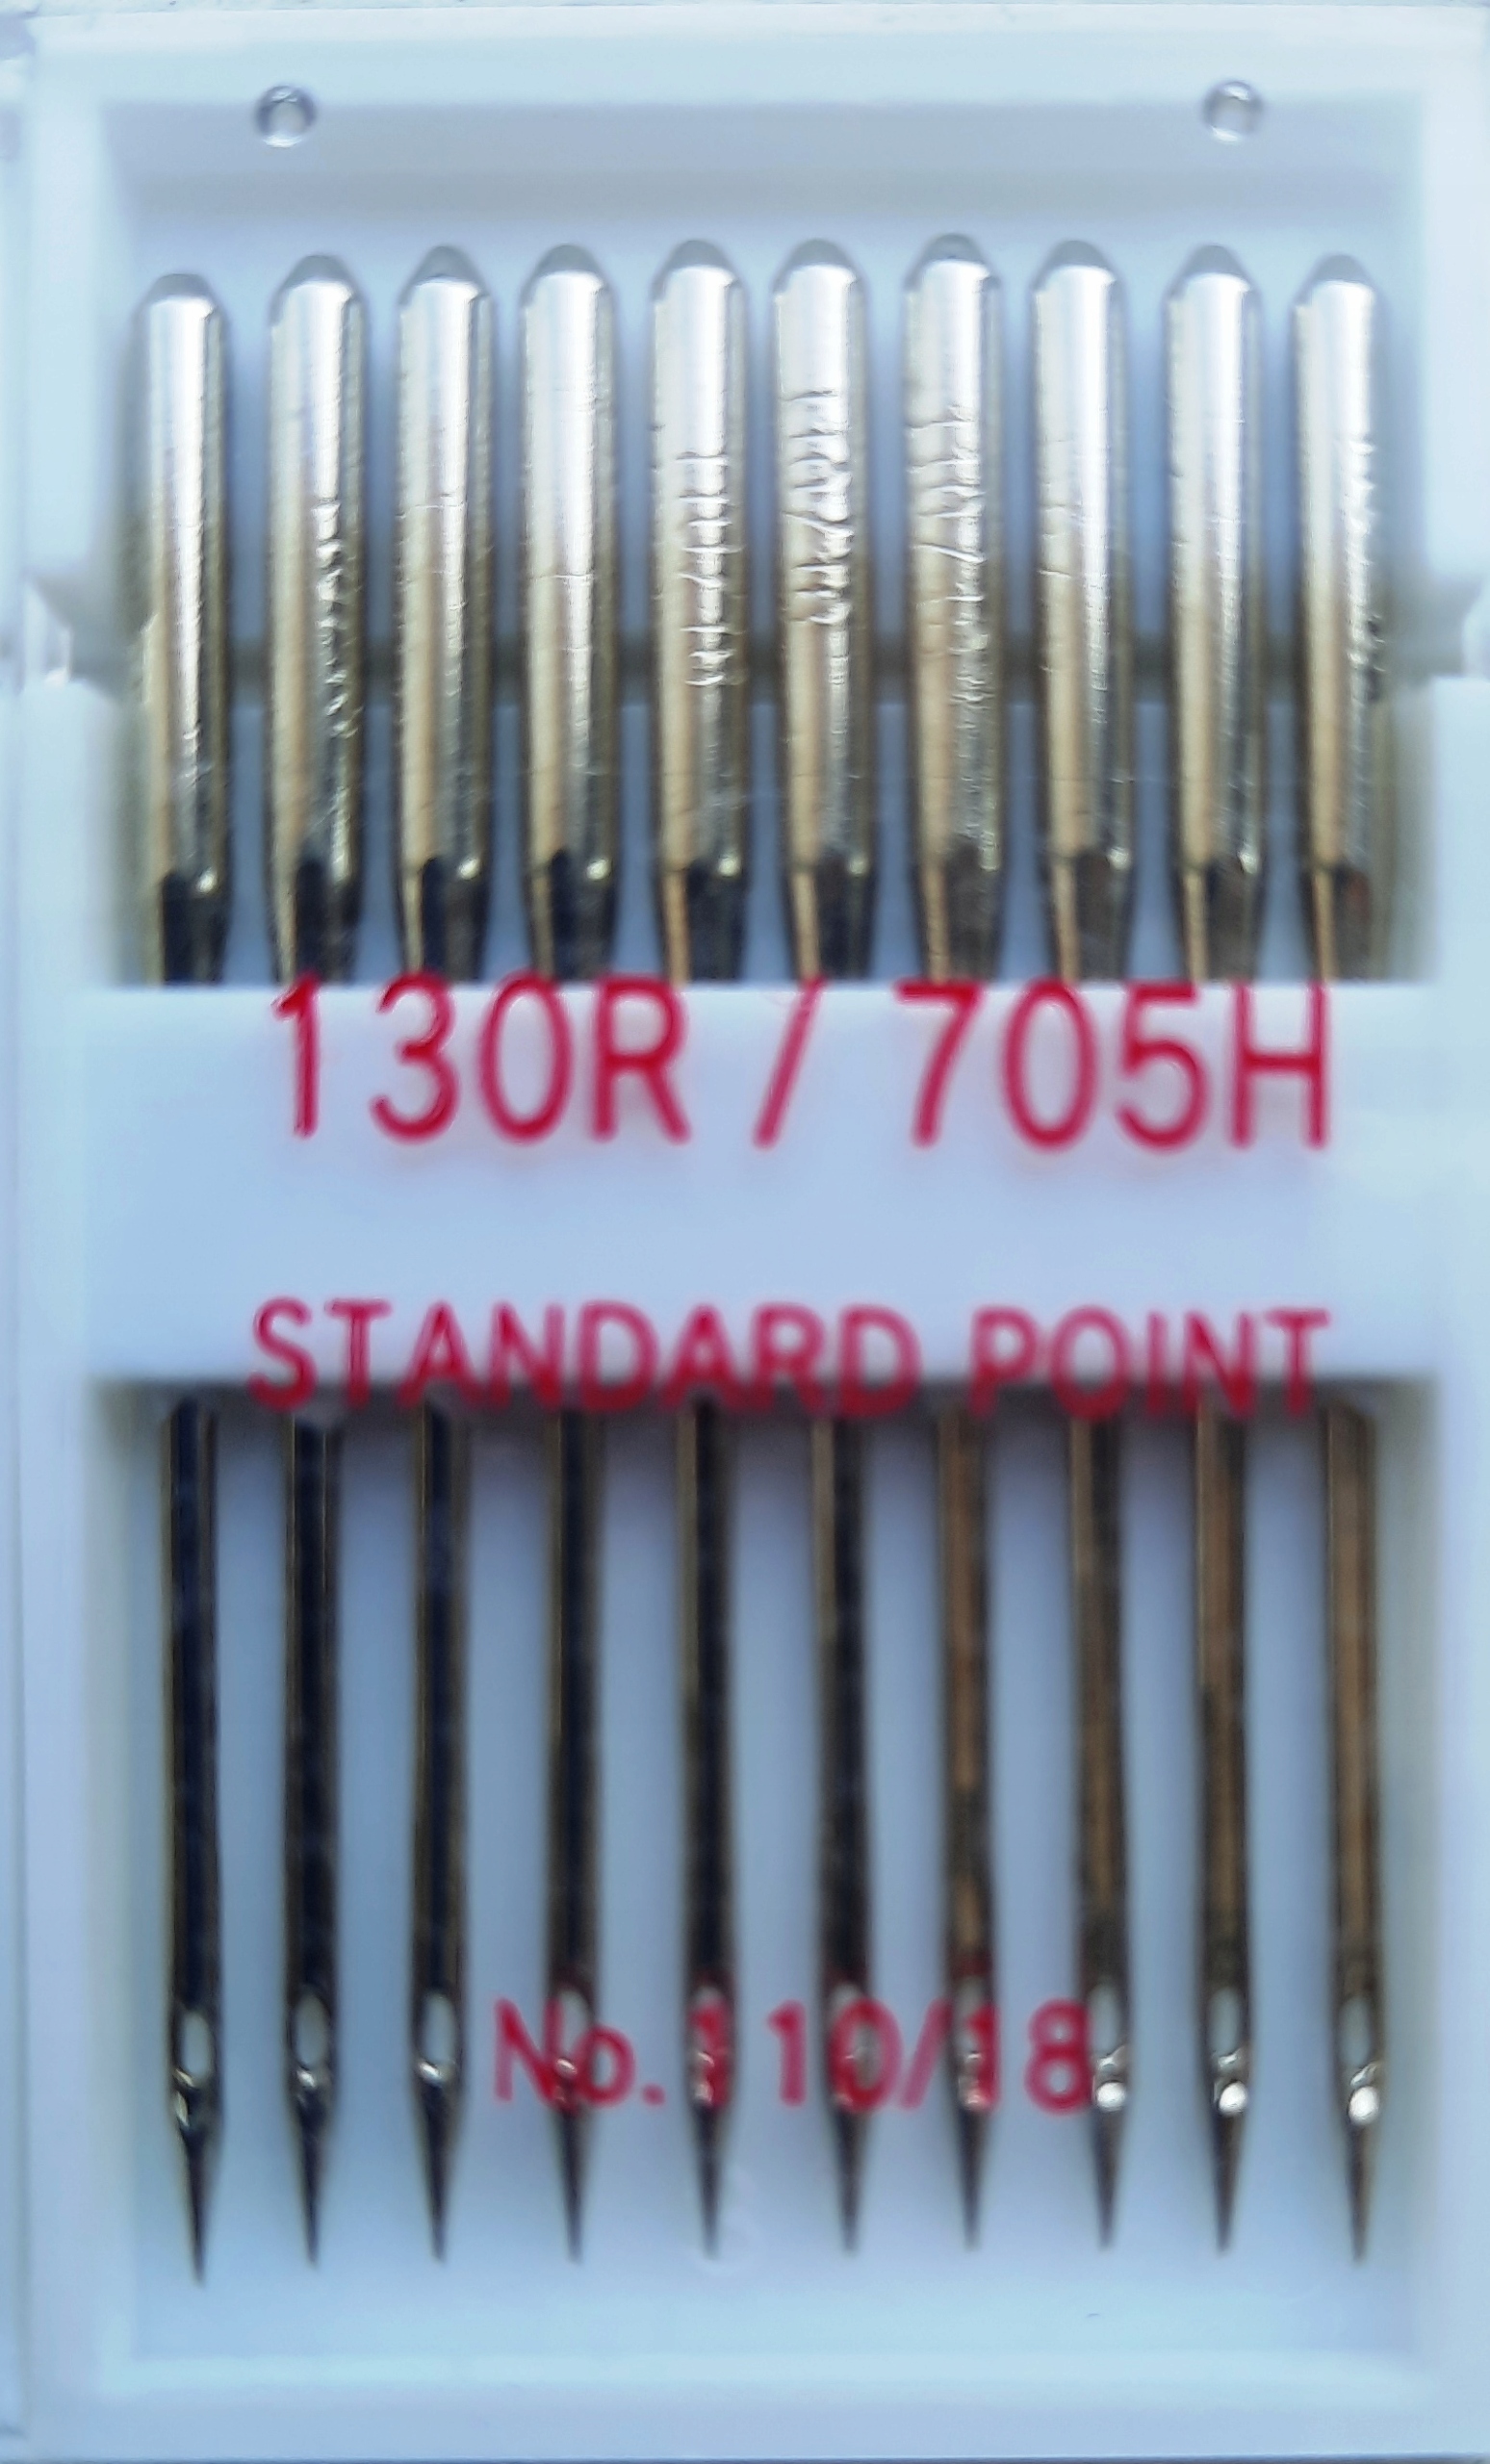 130R / 705H
STANDARD POINT
No. 110/18